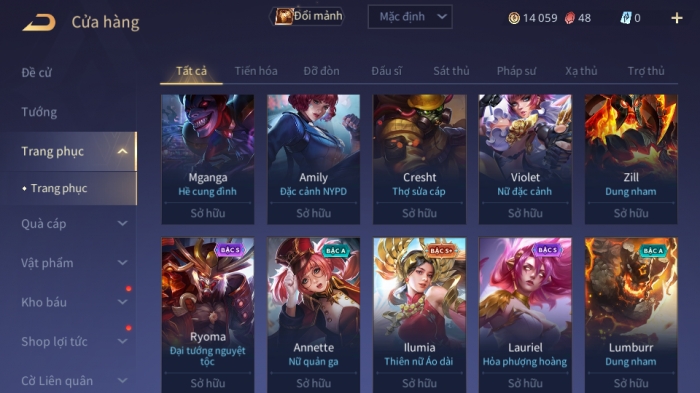 Cửa hàng
Đổi mảnh
Mặc định
14 059
48
0
Đề cử
Tướng
Trang phục
Trang phục
Quà cáp
Vật phẩm
Kho báu
Shop lợi tức
Cờ Liên quân
Tất cả Tiến hóa Đỡ đòn Đấu sĩ Sát thủ Pháp sư Xạ thủ Trợ thủ
Mganga
Hề cung đình
Sở hữu
Amily
Đặc cảnh NYPD
Sở hữu
Cresht
Thợ sửa cáp
Sở hữu
Violet
Nữ đặc cảnh
Sở hữu
Zill
Dung nham
Sở hữu
BẬC S
Ryoma
Đại tướng nguyệt
tộc
Sở hữu
BẬC A
Annette
Nữ quản ga
Sở hữu
BẬC S+
Ilumia
Thiên nữ Áo dài
Sở hữu
BẬC S
Lauriel
Hỏa phượng hoàng
Sở hữu
BẬC A
Lumburr
Dung nham
Sở hữu